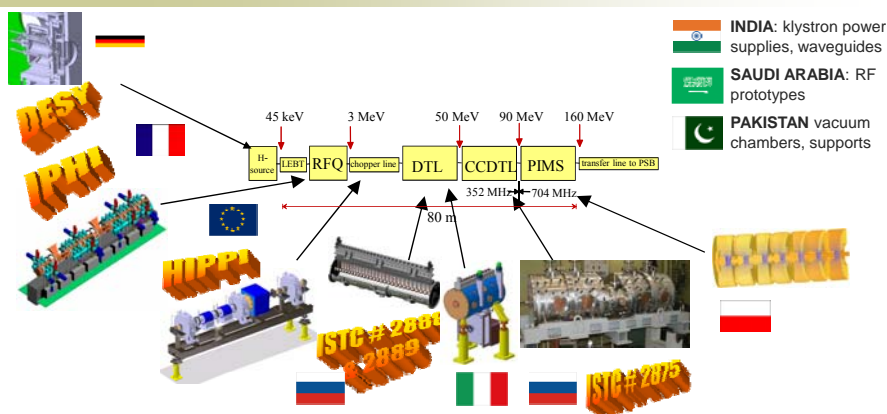 INDIA: klystron power
supplies, waveguides
SAUDI ARABIA: RF
prototypes
PAKISTAN vacuum
chambers, supports
DESY
IPHI
45 keV
3 MeV
50 MeV
90 MeV
160 MeV
H-
source
LEBT
RFQ
chopper line
DTL
CCDTL
PIMS
transfer line to PSB
352 MHz
704 MHz
80 m
HIPPI
ISTC # 2888
& 2889
ISTC # 2875